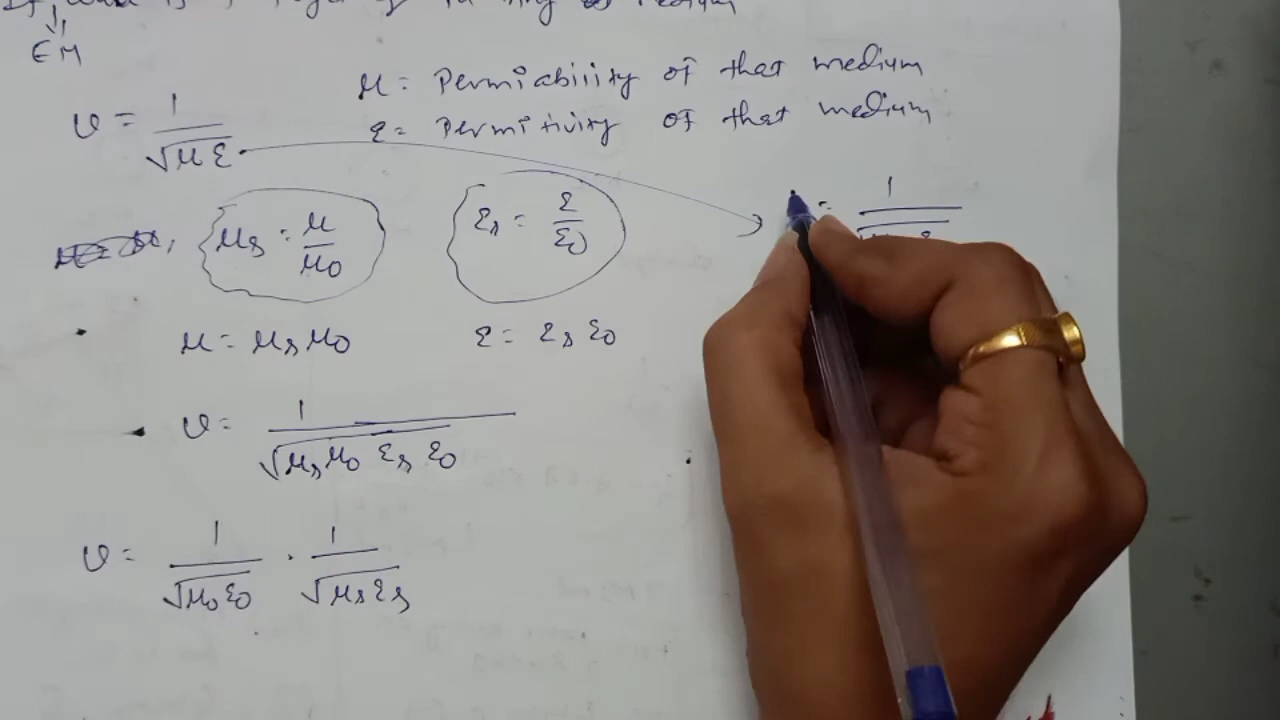 EM
μ = Permiability of that medium
v = 1/√με
ε = Permitivity of that medium
μr = μ/μ0
εr = ε/ε0
= 1/√
μ = μr μ0
ε = εr ε0
v = 1/√μr μ0 εr ε0
v = 1/√μ0 ε0 · 1/√μr εr